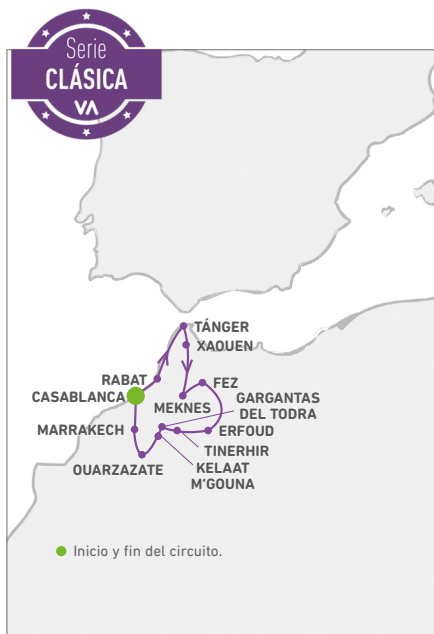 Serie
CLÁSICA
VA
TÁNGER
XAOUEN
RABAT
FEZ
CASABLANCA
GARGANTAS
DEL TODRA
MEKNES
MARRAKECH
ERFOUD
TINERHIR
OUARZAZATE
KELAAT
M'GOUNA
Inicio y fin del circuito.